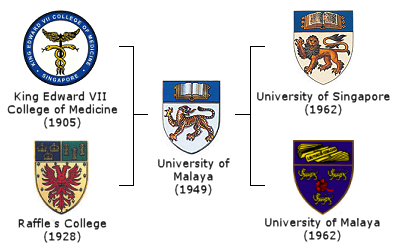 KING EDWARD VII COLLEGE OF MEDICINE
SINGAPORE
King Edward VII
College of Medicine
(1905)
Raffle s College
(1928)
University of
Malaya
(1949)
University of Singapore
(1962)
University of Malaya
(1962)